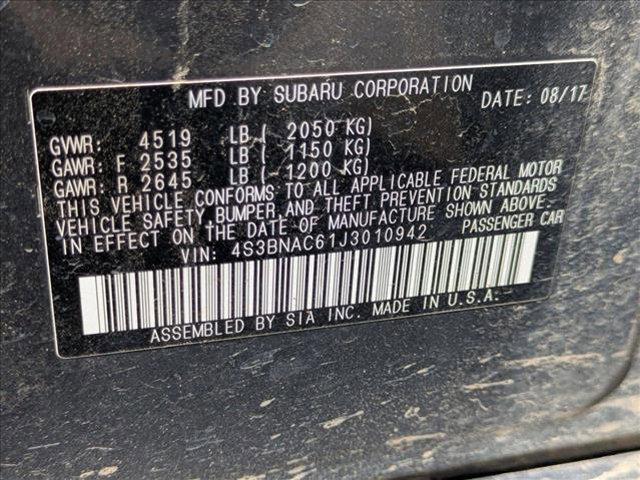 MFD BY SUBARU CORPORATION DATE: 08/17
GVWR: 4519 LB ( 2050 KG)
GAWR: F 2535 LB ( 1150 KG)
GAWR: R 2645 LB ( 1200 KG)
THIS VEHICLE CONFORMS TO ALL APPLICABLE FEDERAL MOTOR
VEHICLE SAFETY, BUMPER, AND THEFT PREVENTION STANDARDS
IN EFFECT ON THE DATE OF MANUFACTURE SHOWN ABOVE.
VIN: 4S3BNAC61J3010942 PASSENGER CAR
ASSEMBLED BY SIA INC. MADE IN U.S.A.